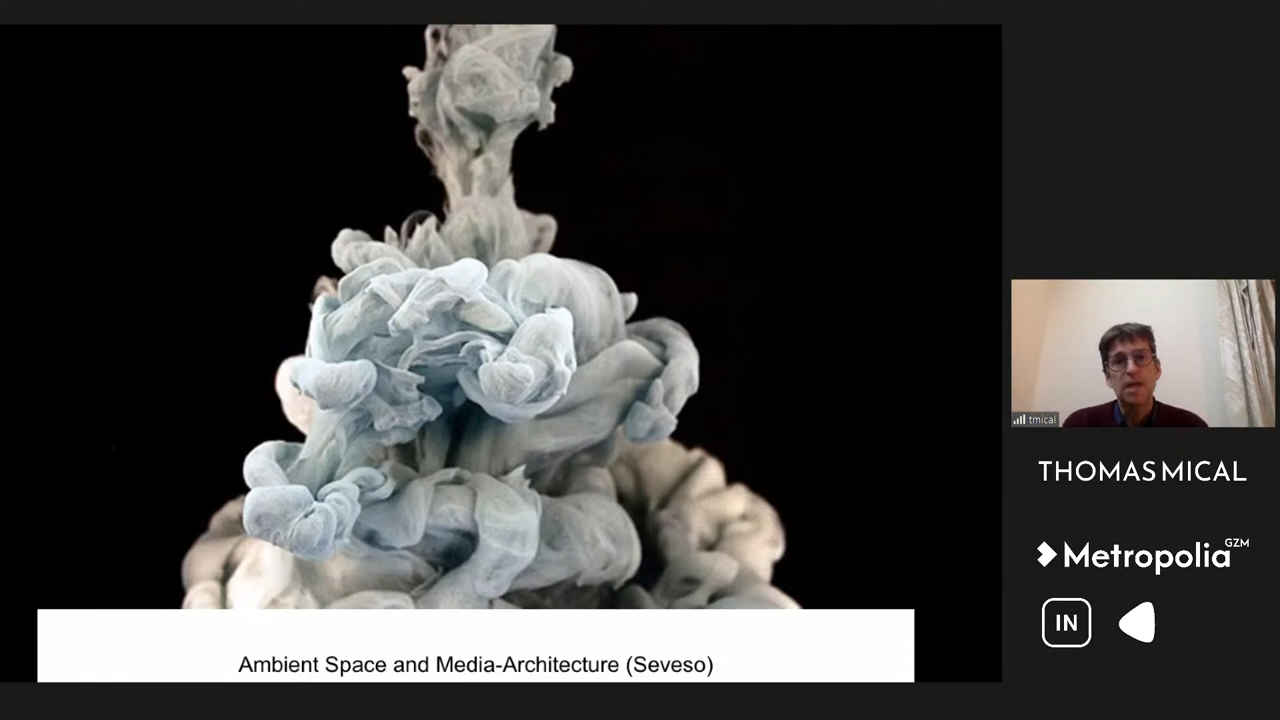 tmical
THOMAS MICAL
Metropolia GZM
IN
Ambient Space and Media-Architecture (Seveso)